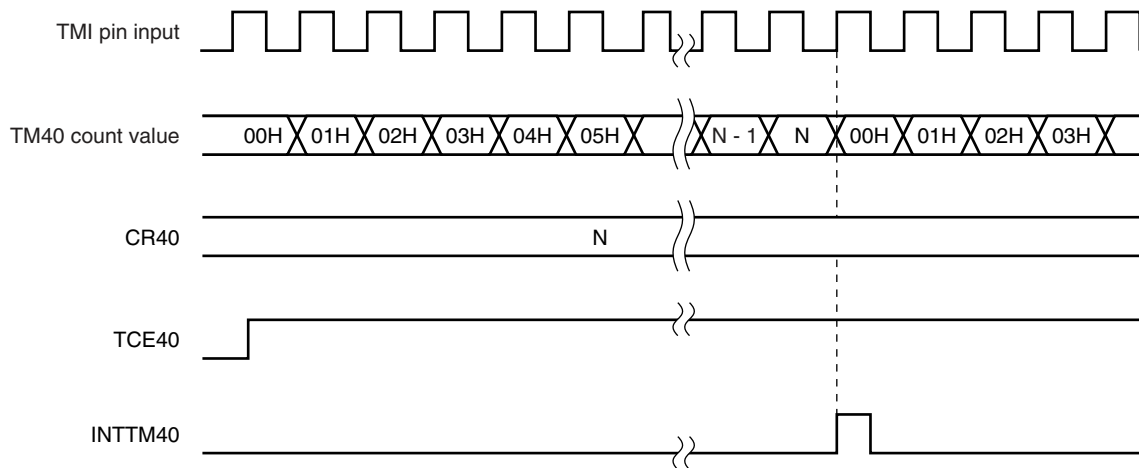 TMI pin input
TM40 count value
00H 01H 02H 03H 04H 05H N - 1 N 00H 01H 02H 03H
CR40
N
TCE40
INTTM40